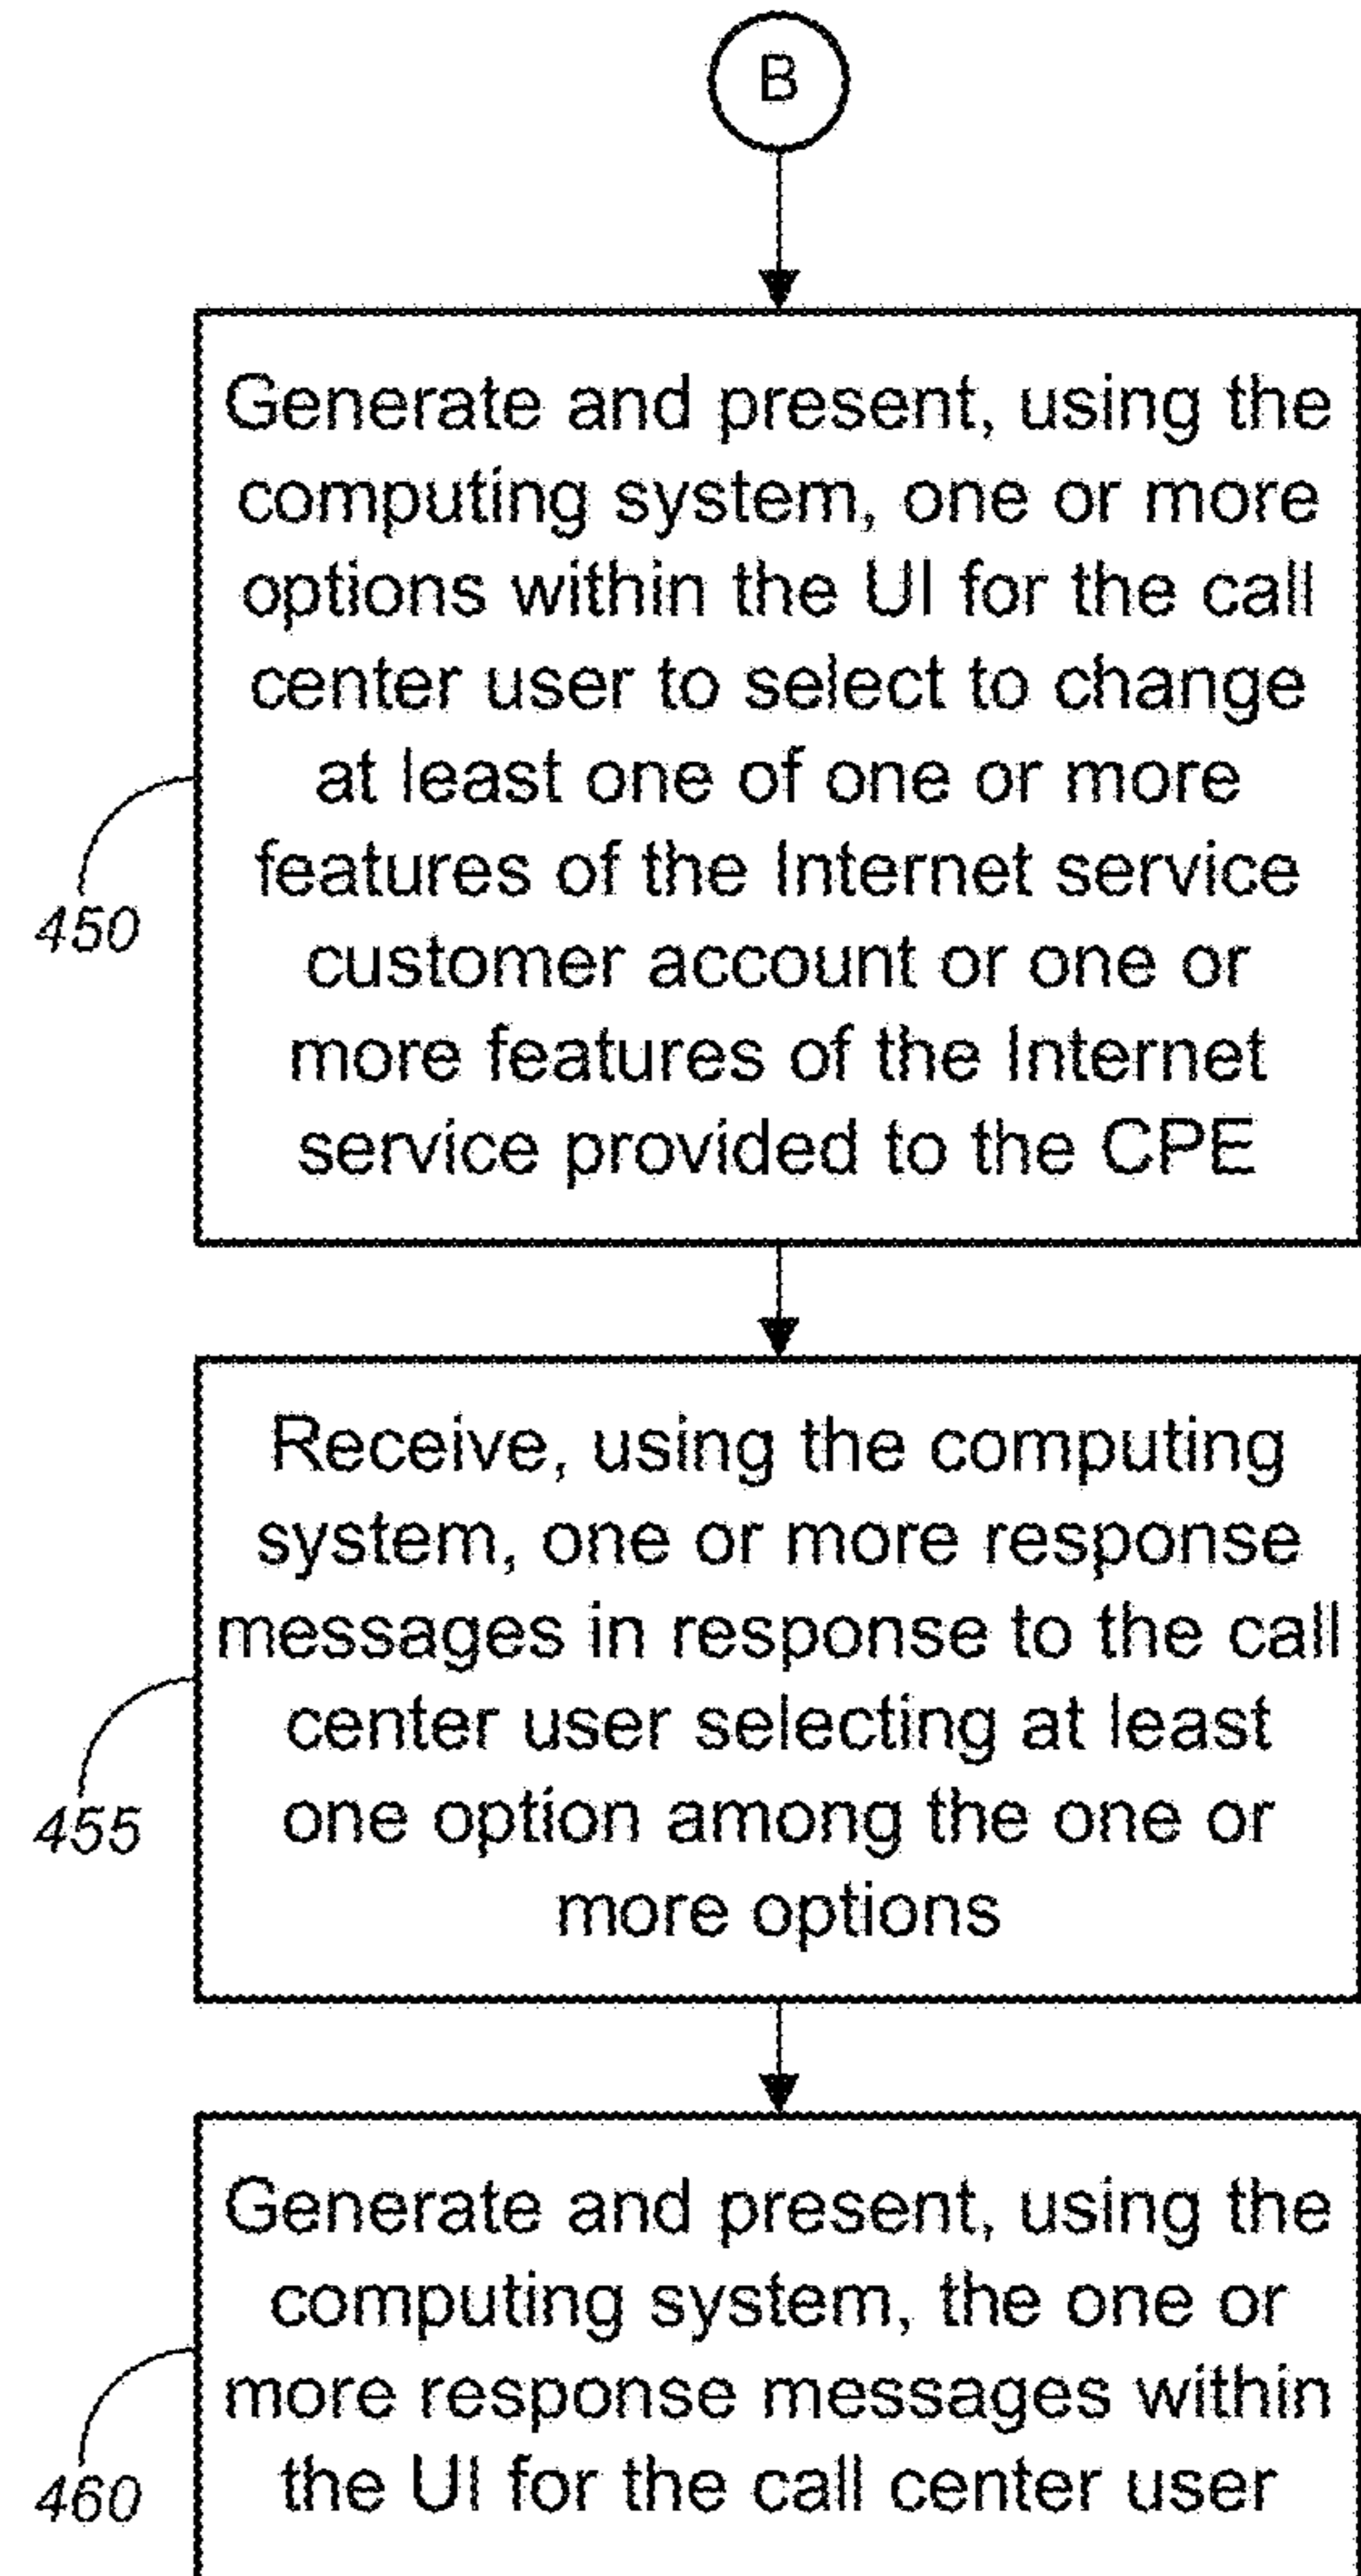 B
Generate and present, using the
computing system, one or more
options within the UI for the call
center user to select to change
at least one of one or more
features of the Internet service
customer account or one or
more features of the Internet
service provided to the CPE
450
Receive, using the computing
system, one or more response
messages in response to the call
center user selecting at least
one option among the one or
more options
455
Generate and present, using the
computing system, the one or
more response messages within
the UI for the call center user
460